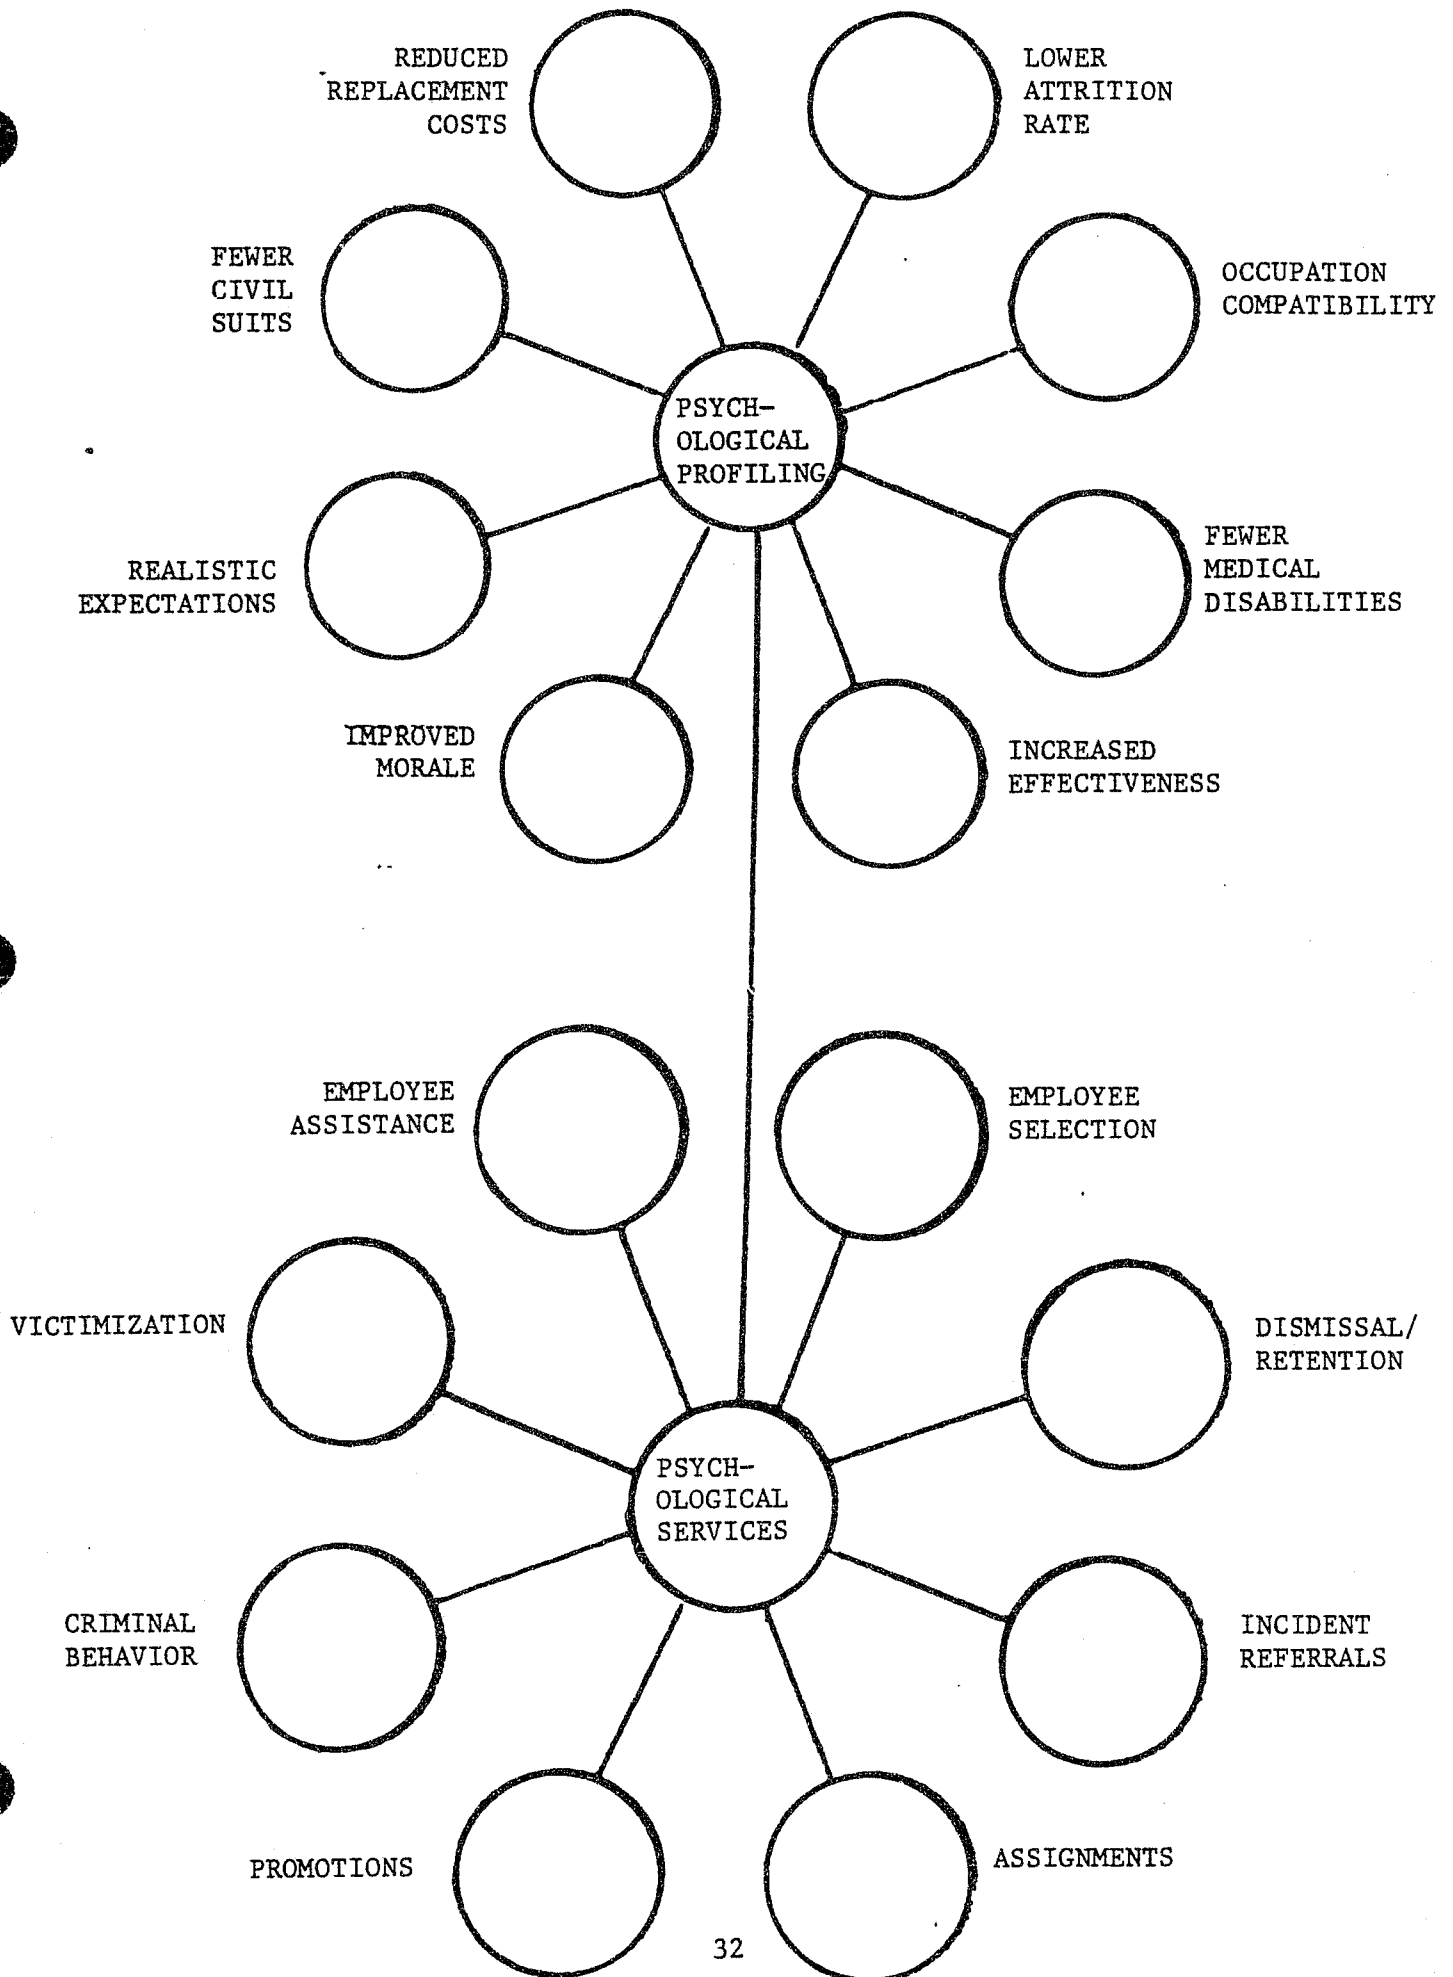 REDUCED
REPLACEMENT
COSTS
LOWER
ATTRITION
RATE
FEWER
CIVIL
SUITS
OCCUPATION
COMPATIBILITY
PSYCH-
OLOGICAL
PROFILING
REALISTIC
EXPECTATIONS
FEWER
MEDICAL
DISABILITIES
IMPROVED
MORALE
INCREASED
EFFECTIVENESS
EMPLOYEE
ASSISTANCE
EMPLOYEE
SELECTION
VICTIMIZATION
DISMISSAL/
RETENTION
PSYCH-
OLOGICAL
SERVICES
CRIMINAL
BEHAVIOR
INCIDENT
REFERRALS
PROMOTIONS
ASSIGNMENTS
32